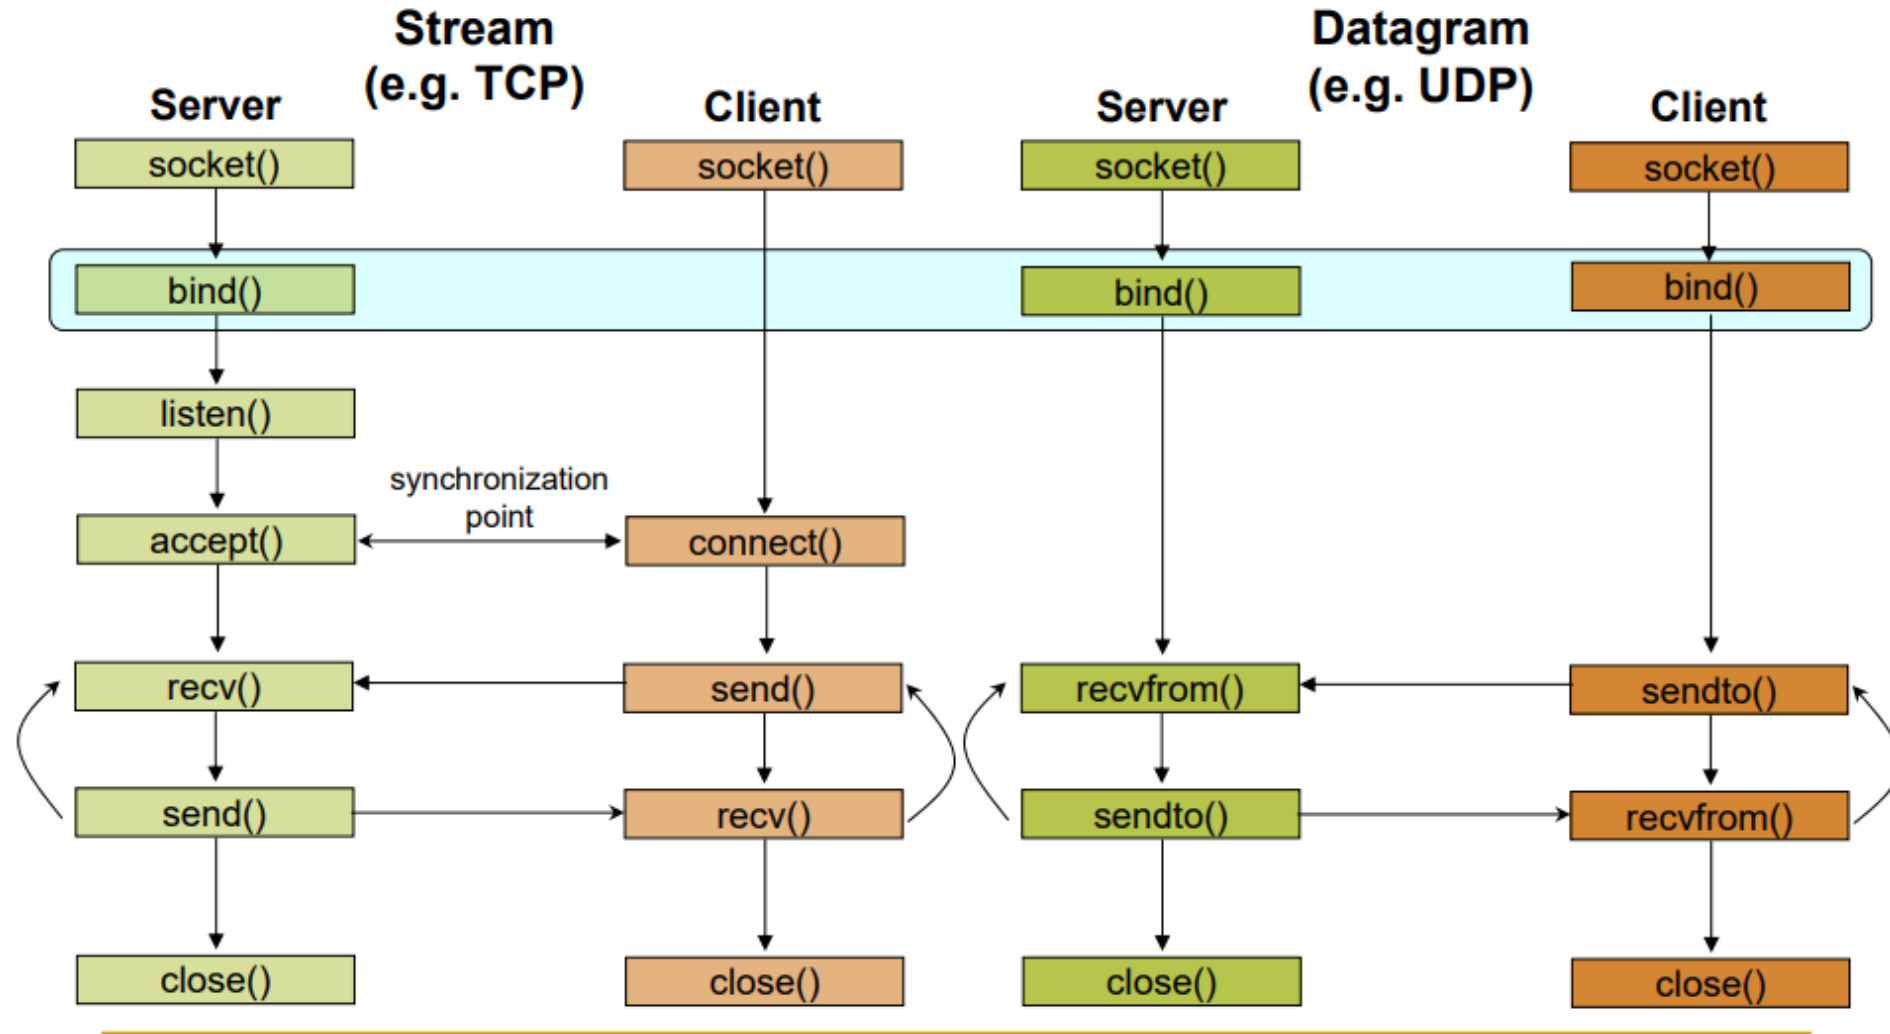 Stream
(e.g. TCP)
Datagram
(e.g. UDP)
Server
Client
Server
Client
socket()
socket()
socket()
socket()
bind()
bind()
bind()
listen()
synchronization
point
accept()
connect()
recv()
send()
recvfrom()
sendto()
send()
recv()
sendto()
recvfrom()
close()
close()
close()
close()